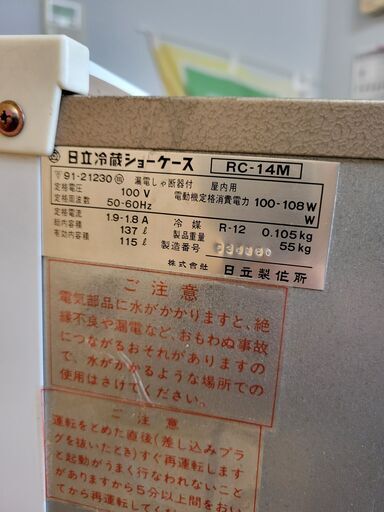 日立冷蔵ショーケース RC-14M
91-21230 漏電しゃ断器付 屋内用
定格電圧 100 V 電動機定格消費電力 100-108W
定格周波数 50-60Hz W
定格電流 1.9-1.8 A 冷媒 R-12 0.105kg
総内容積 137ℓ 製品重量 55kg
有効内容積 115ℓ 製造番号
株式会社 日立製作所
ご注意
電気部品に水がかかりますと、絶
縁不良や漏電など、おもわぬ事故
につながるおそれがありますの
で、水がかかるような場所での
使用はさけてください。
ご注意
運転をとめた直後(差し込みプラ
グを抜いたとき)すぐ再運転します
と起動がうまく行なわれないこと
がありますから5分以上間をおい
てから再運転してくだ